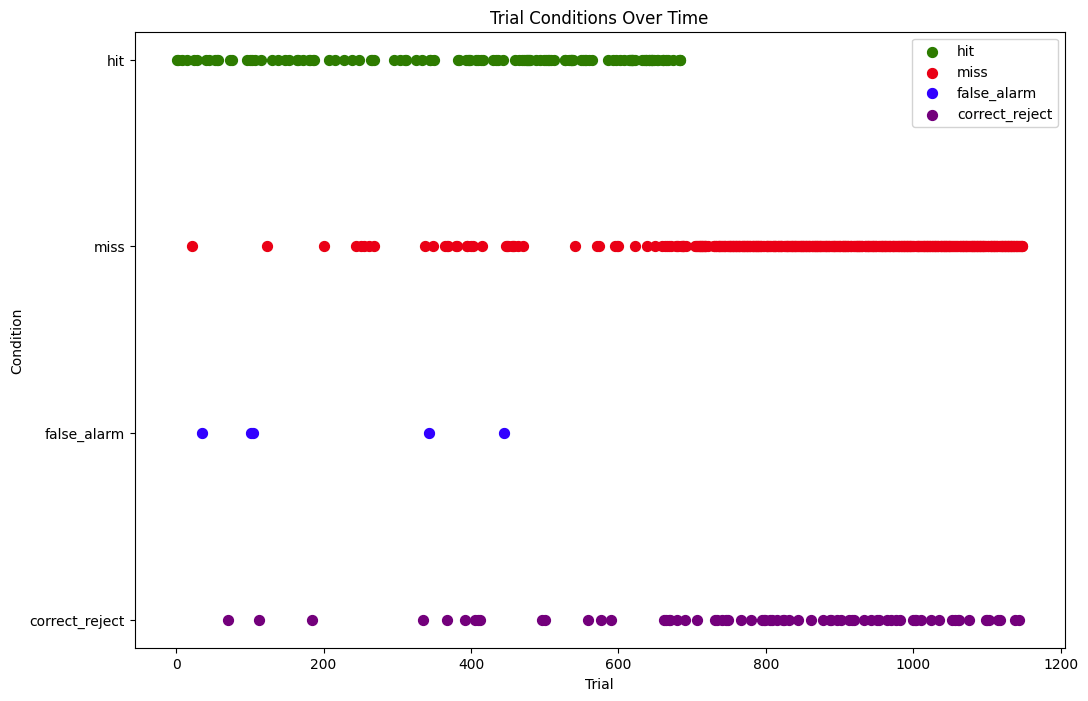 Trial Conditions Over Time
hit
miss
false_alarm
correct_reject
hit
miss
false_alarm
correct_reject
Condition
0 200 400 600 800 1000 1200
Trial